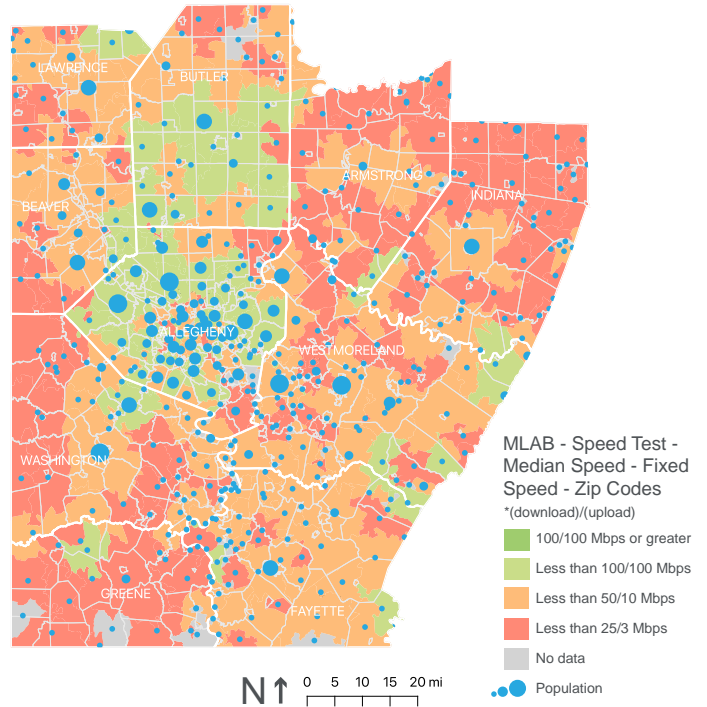 LAWRENCE
BUTLER
ARMSTRONG
INDIANA
BEAVER
ALLEGHENY
WESTMORELAND
WASHINGTON
GREENE
FAYETTE
MLAB - Speed Test -
Median Speed - Fixed
Speed - Zip Codes
*(download)/(upload)
100/100 Mbps or greater
Less than 100/100 Mbps
Less than 50/10 Mbps
Less than 25/3 Mbps
No data
Population
N 0 5 10 15 20 mi